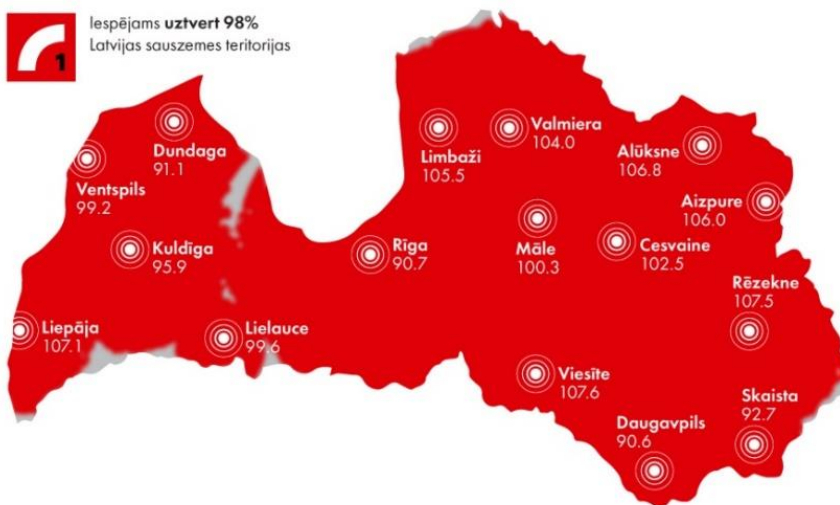 1
Iespējams uztvert 98%
Latvijas sauszemes teritorijas
Dundaga
91.1
Ventspils
99.2
Kuldīga
95.9
Liepāja
107.1
Lielauce
99.6
Rīga
90.7
Limbaži
105.5
Valmiera
104.0
Alūksne
106.8
Aizpure
106.0
Māle
100.3
Cesvaine
102.5
Rēzekne
107.5
Viesīte
107.6
Skaista
92.7
Daugavpils
90.6